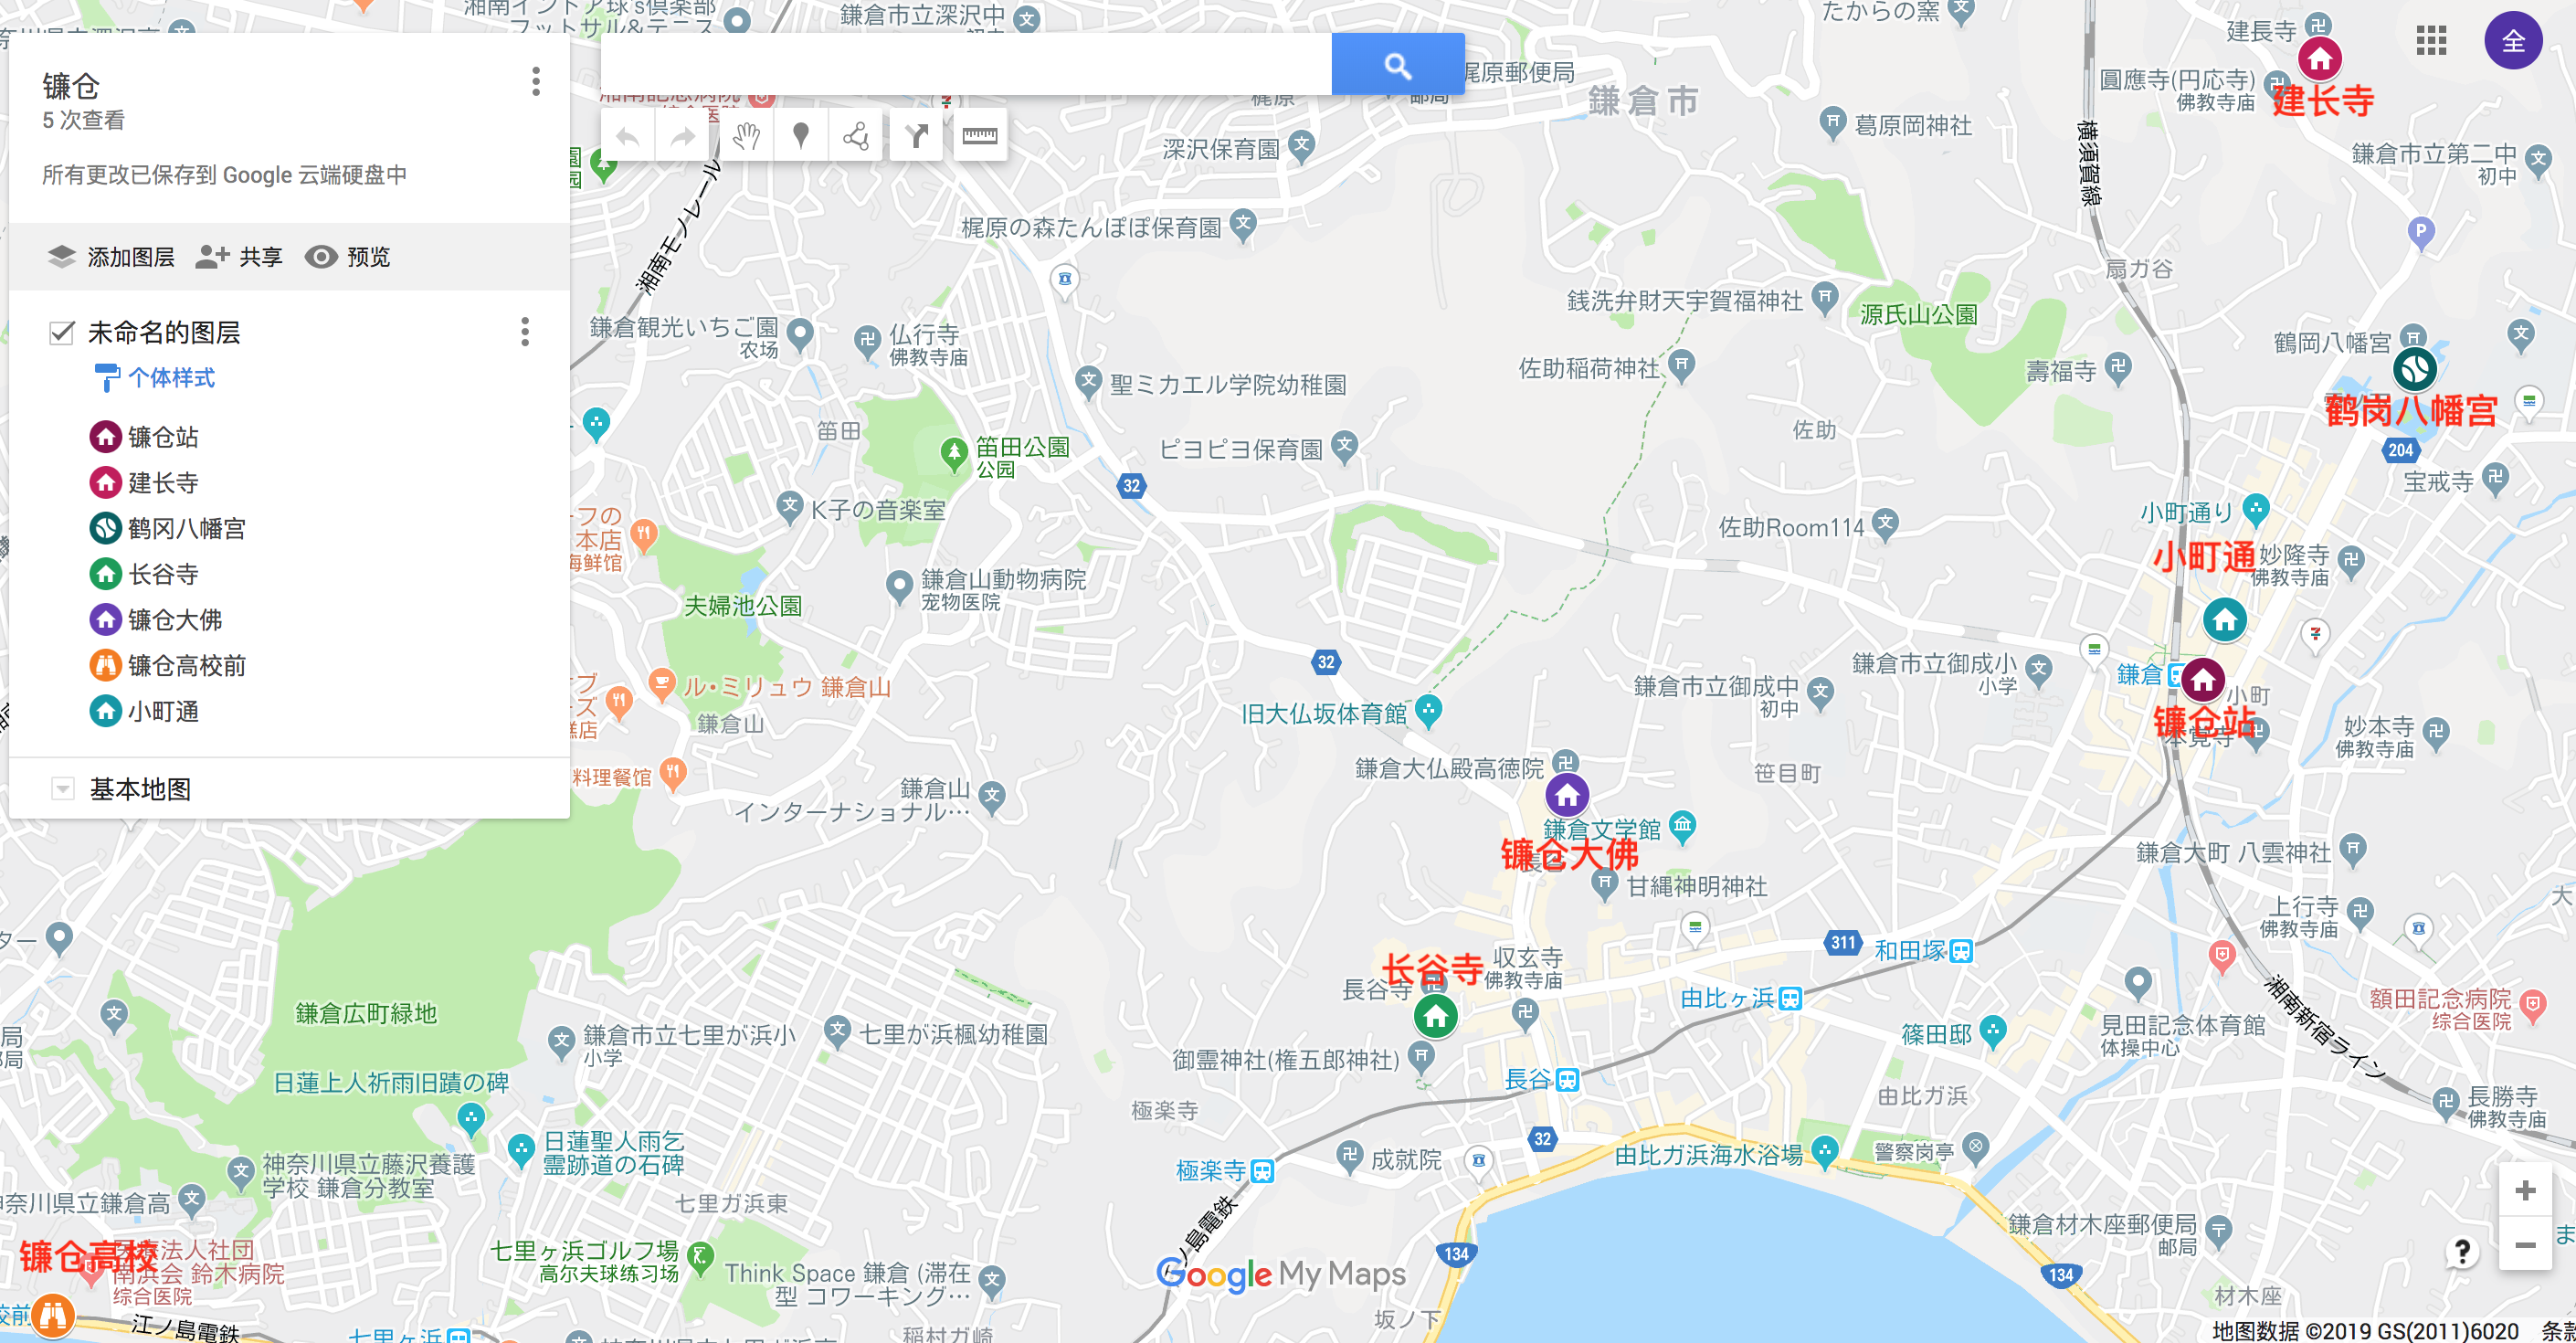 镰仓
5 次查看
所有更改已保存到 Google 云端硬盘中
添加图层
共享
预览
未命名的图层
个体样式
镰仓站
建长寺
鹤冈八幡宫
长谷寺
镰仓大佛
镰仓高校前
小町通
基本地图
鎌倉市立深沢中
たからの窯
建長寺
全
梶原郵便局
鎌倉市
圓應寺(円応寺)
佛教寺庙
建长寺
葛原岡神社
深沢保育園
横須賀線
鎌倉市立第二中
初中
湘南モノレール
梶原の森たんぽぽ保育園
P
扇ガ谷
銭洗弁財天宇賀福神社
源氏山公園
鎌倉観光いちご園
农场
仏行寺
佛教寺庙
鶴岡八幡宮
佐助稲荷神社
壽福寺
聖ミカエル学院幼稚園
鹤岗八幡宮
笛田
笛田公園
公园
ピヨピヨ保育園
佐助
204
宝戒寺
32
K子の音楽室
小町通り
佐助Room114
フの
本店
海鲜馆
小町通
妙隆寺
佛教寺庙
鎌倉山動物病院
宠物医院
夫婦池公園
32
鎌倉市立御成小
小学
鎌倉
小町
ル・ミリュウ 鎌倉山
鎌倉市立御成中
初中
鎌倉山
旧大仏坂体育館
镰仓站
本覚寺
妙本寺
佛教寺庙
料理餐馆
鎌倉大仏殿高徳院
笹目町
鎌倉山
インターナショナル…
鎌倉文学館
镰仓大佛
長谷
鎌倉大町 八雲神社
甘縄神明神社
上行寺
佛教寺庙
大
ター
311
和田塚
长谷寺
長谷寺
収玄寺
佛教寺庙
由比ヶ浜
湘南新宿ライン
額田記念病院
综合医院
鎌倉広町緑地
鎌倉市立七里が浜小
小学
七里が浜楓幼稚園
篠田邸
見田記念体育館
体操中心
御霊神社(権五郎神社)
長谷
日蓮上人祈雨旧蹟の碑
極楽寺
由比ガ浜
長勝寺
佛教寺庙
日蓮聖人雨乞
霊跡道の石碑
32
由比ガ浜海水浴場
警察岗亭
成就院
極楽寺
神奈川県立藤沢養護
学校 鎌倉分教室
神奈川県立鎌倉高
七里ガ浜東
鎌倉材木座郵便局
邮局
镰仓高校
医療法人社団
南浜会 鈴木病院
综合医院
七里ヶ浜ゴルフ場
高尔夫球练习场
Think Space 鎌倉 (滞在
型 コワーキング…
江ノ島電鉄
Google My Maps
134
134
?
坂ノ下
材木座
校前
江ノ島電鉄
七里ヶ浜
稲村ガ崎
地图数据 ©2019 GS(2011)6020
条款